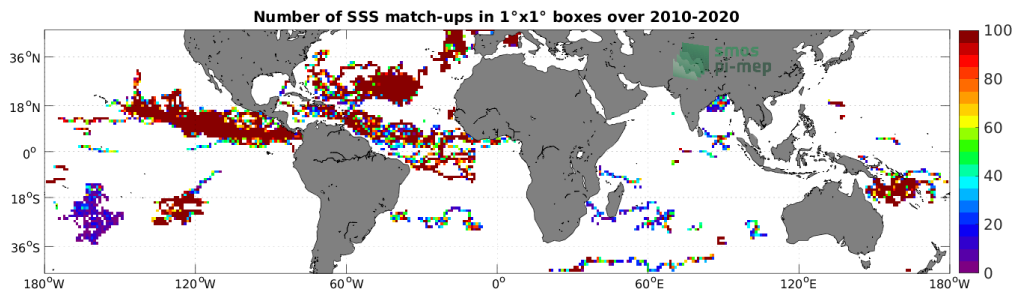 Number of SSS match-ups in 1°x1° boxes over 2010-2020
smos
pi-mep
36°N
18°N
0°
18°S
36°S
180°W
120°W
60°W
0°
60°E
120°E
180°W
100
80
60
40
20
0